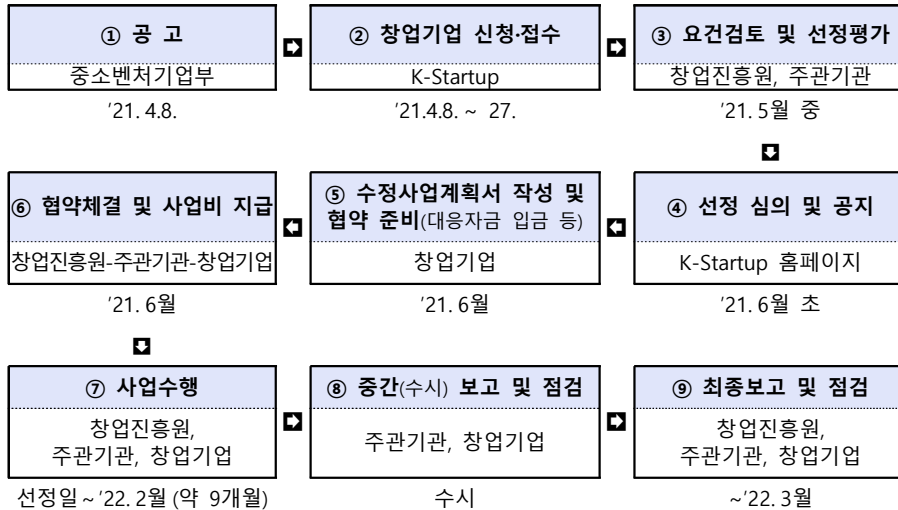 ① 공 고
중소벤처기업부
'21. 4.8.
② 창업기업 신청·접수
K-Startup
'21.4.8. ~ 27.
③ 요건검토 및 선정평가
창업진흥원, 주관기관
'21. 5월 중
④ 선정 심의 및 공지
K-Startup 홈페이지
'21. 6월 초
⑤ 수정사업계획서 작성 및
협약 준비(대응자금 입금 등)
창업기업
'21. 6월
⑥ 협약체결 및 사업비 지급
창업진흥원-주관기관-창업기업
'21. 6월
⑦ 사업수행
창업진흥원,
주관기관, 창업기업
선정일 ~ '22. 2월 (약 9개월)
⑧ 중간(수시) 보고 및 점검
주관기관, 창업기업
수시
⑨ 최종보고 및 점검
창업진흥원,
주관기관, 창업기업
~'22. 3월